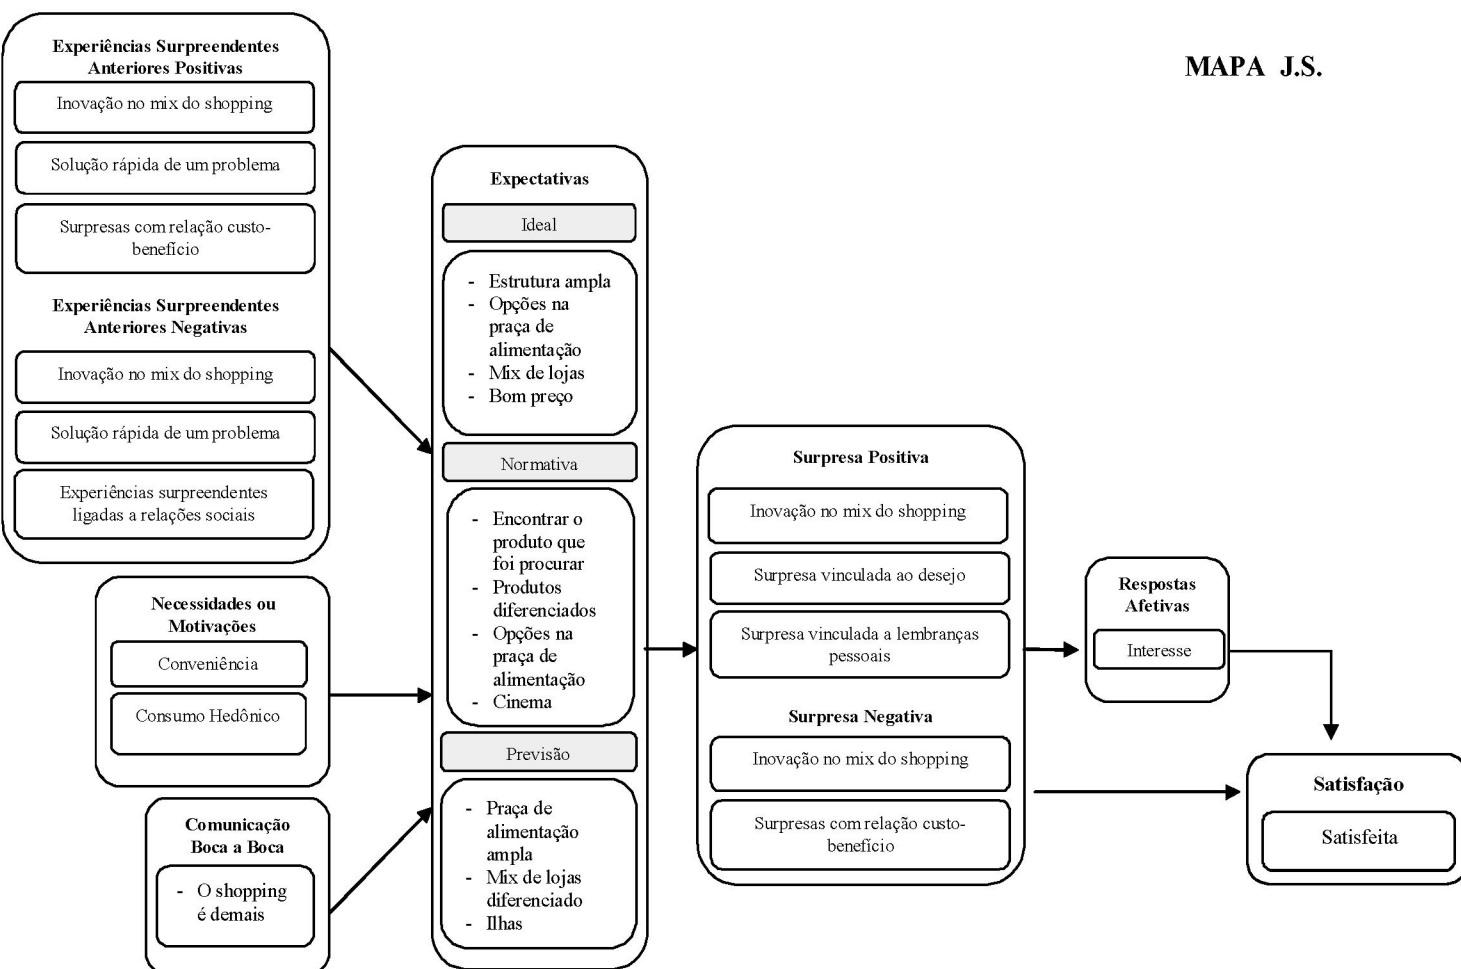 MAPA J.S.
Experiências Surpreendentes
Anteriores Positivas
Inovação no mix do shopping
Solução rápida de um problema
Surpresas com relação custo-
benefício
Experiências Surpreendentes
Anteriores Negativas
Inovação no mix do shopping
Solução rápida de um problema
Experiências surpreendentes
ligadas a relações sociais
Necessidades ou
Motivações
Conveniência
Consumo Hedônico
Comunicação
Boca a Boca
- O shopping
é demais
Expectativas
Ideal
- Estrutura ampla
- Opções na
praça de
alimentação
- Mix de lojas
- Bom preço
Normativa
- Encontrar o
produto que
foi procurar
- Produtos
diferenciados
- Opções na
praça de
alimentação
- Cinema
Previsão
- Praça de
alimentação
ampla
- Mix de lojas
diferenciado
- Ilhas
Surpresa Positiva
Inovação no mix do shopping
Surpresa vinculada ao desejo
Surpresa vinculada a lembranças
pessoais
Surpresa Negativa
Inovação no mix do shopping
Surpresas com relação custo-
benefício
Respostas
Afetivas
Interesse
Satisfação
Satisfeita